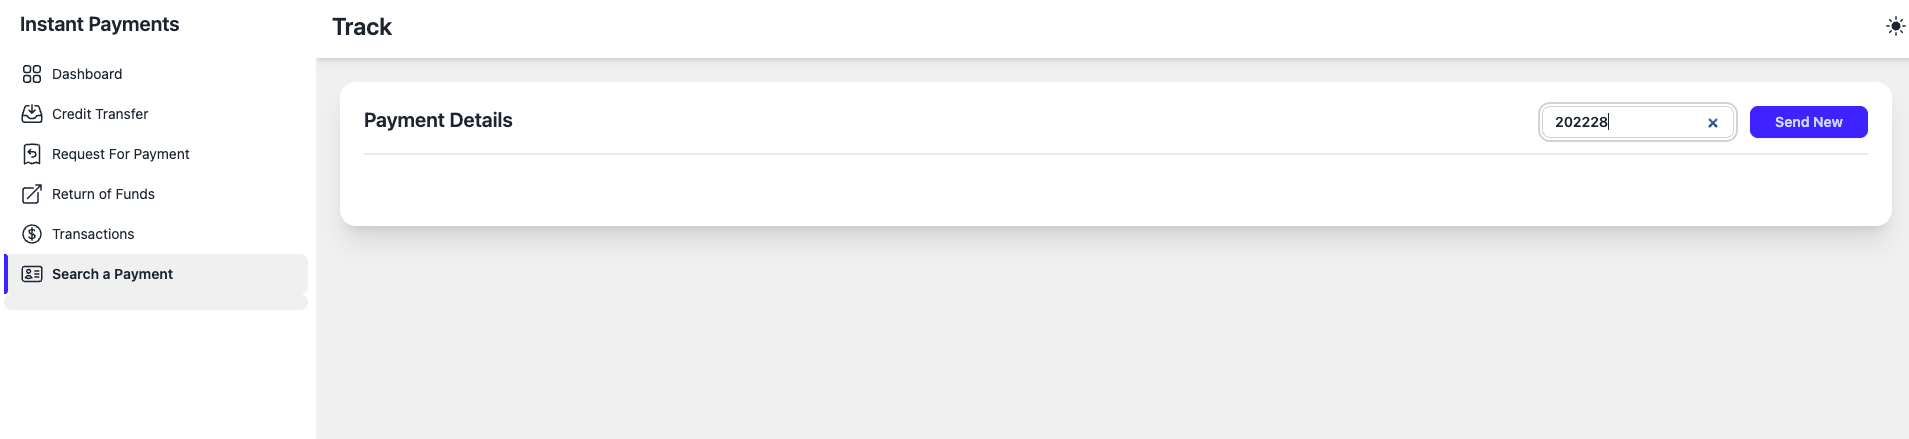 Instant Payments
Dashboard
Credit Transfer
Request For Payment
Return of Funds
Transactions
Search a Payment
Track
Payment Details
202228
Send New